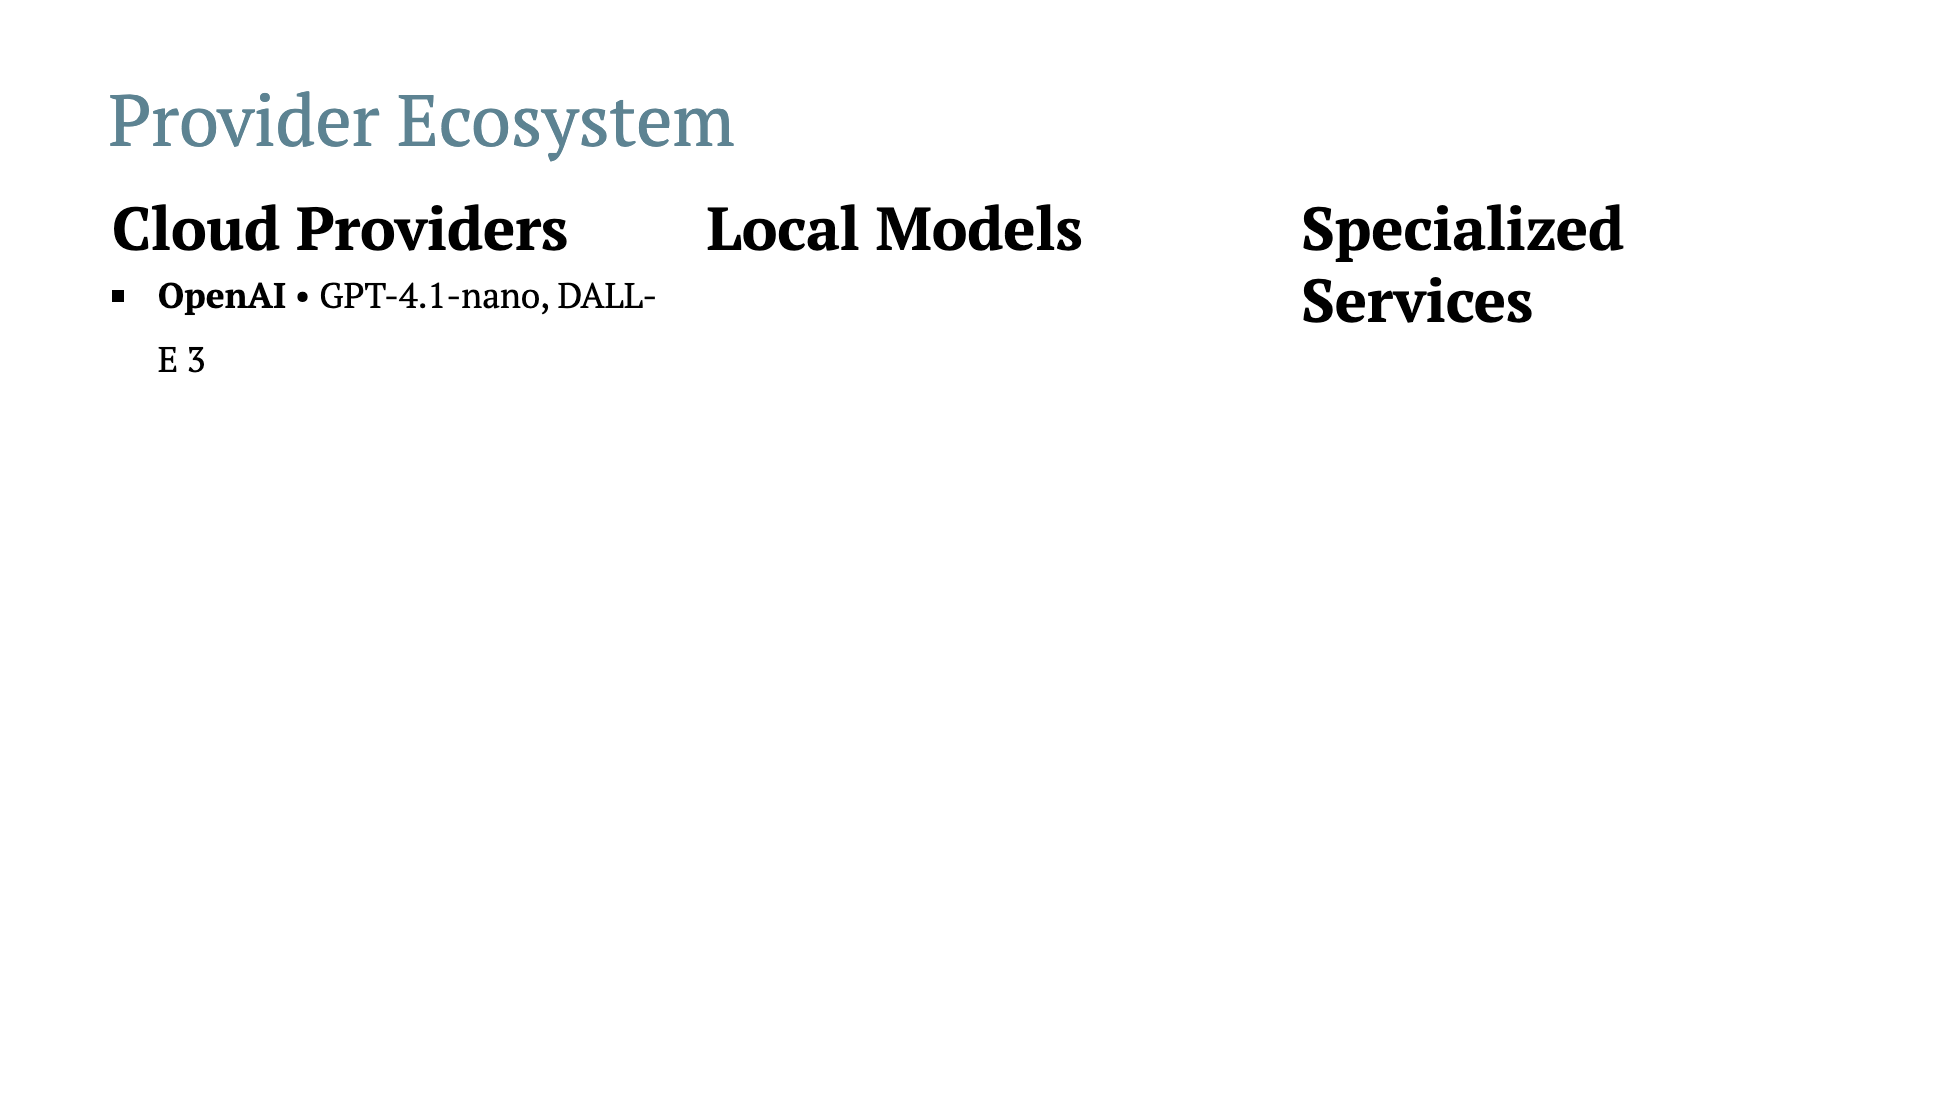 Provider Ecosystem
Cloud Providers
▪ OpenAI • GPT-4.1-nano, DALL-
E 3
Local Models
Specialized
Services